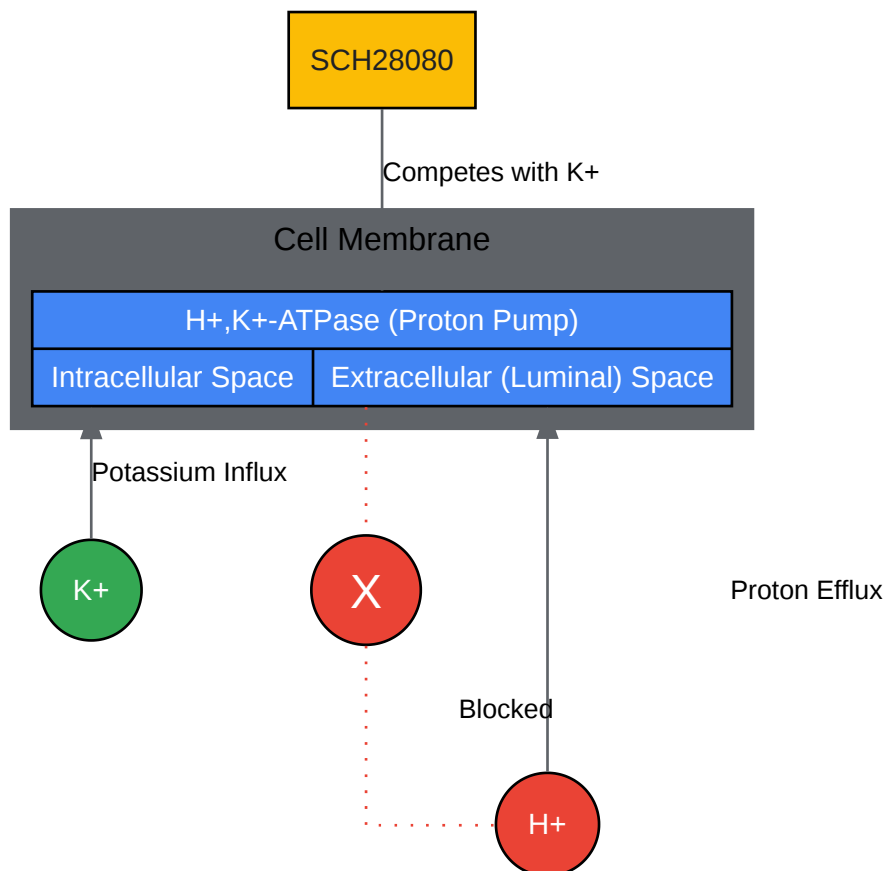 SCH28080
Competes with K+
Cell Membrane
H+,K+-ATPase (Proton Pump)
Intracellular Space
Extracellular (Luminal) Space
Potassium Influx
K+
X
Proton Efflux
Blocked
H+